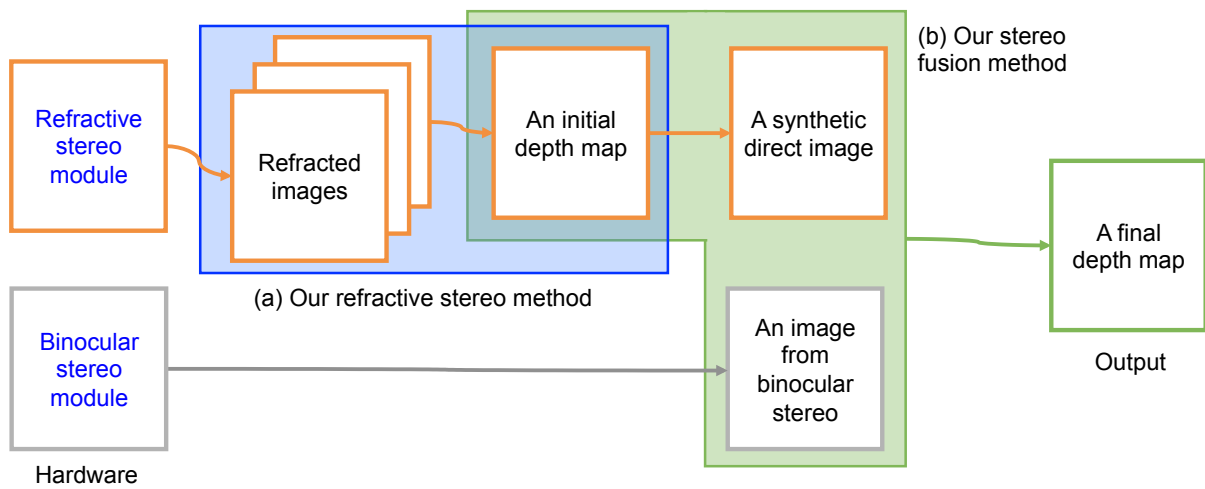 Refractive
stereo
module
Refracted
images
An initial
depth map
A synthetic
direct image
(b) Our stereo
fusion method
(a) Our refractive stereo method
Binocular
stereo
module
An image
from
binocular
stereo
A final
depth map
Output
Hardware